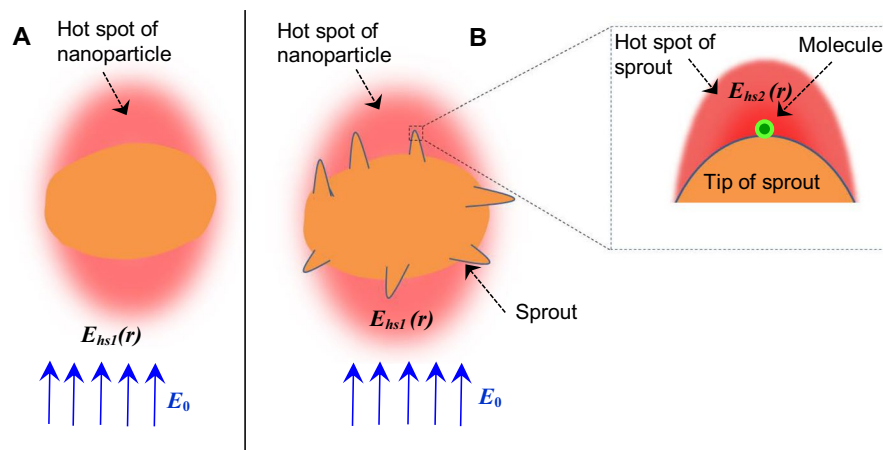 A
Hot spot of
nanoparticle
E_hs1(r)
E_0
B
Hot spot of
nanoparticle
E_hs1(r)
Sprout
E_0
Hot spot of
sprout
Molecule
E_hs2(r)
Tip of sprout